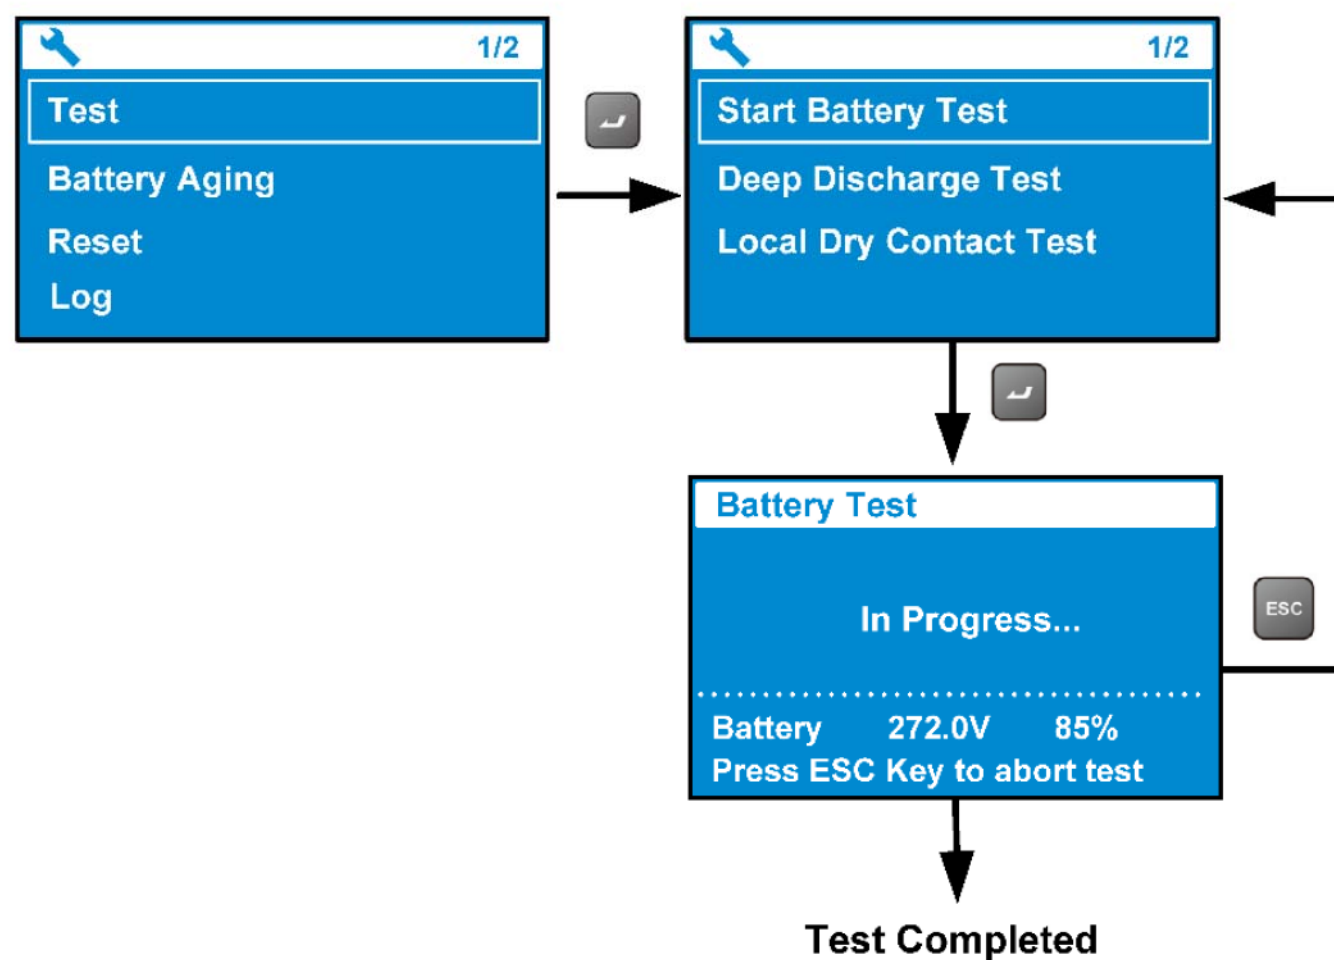 1/2
Test
Battery Aging
Reset
Log
1/2
Start Battery Test
Deep Discharge Test
Local Dry Contact Test
Battery Test
In Progress...
Battery 272.0V 85%
Press ESC Key to abort test
ESC
Test Completed